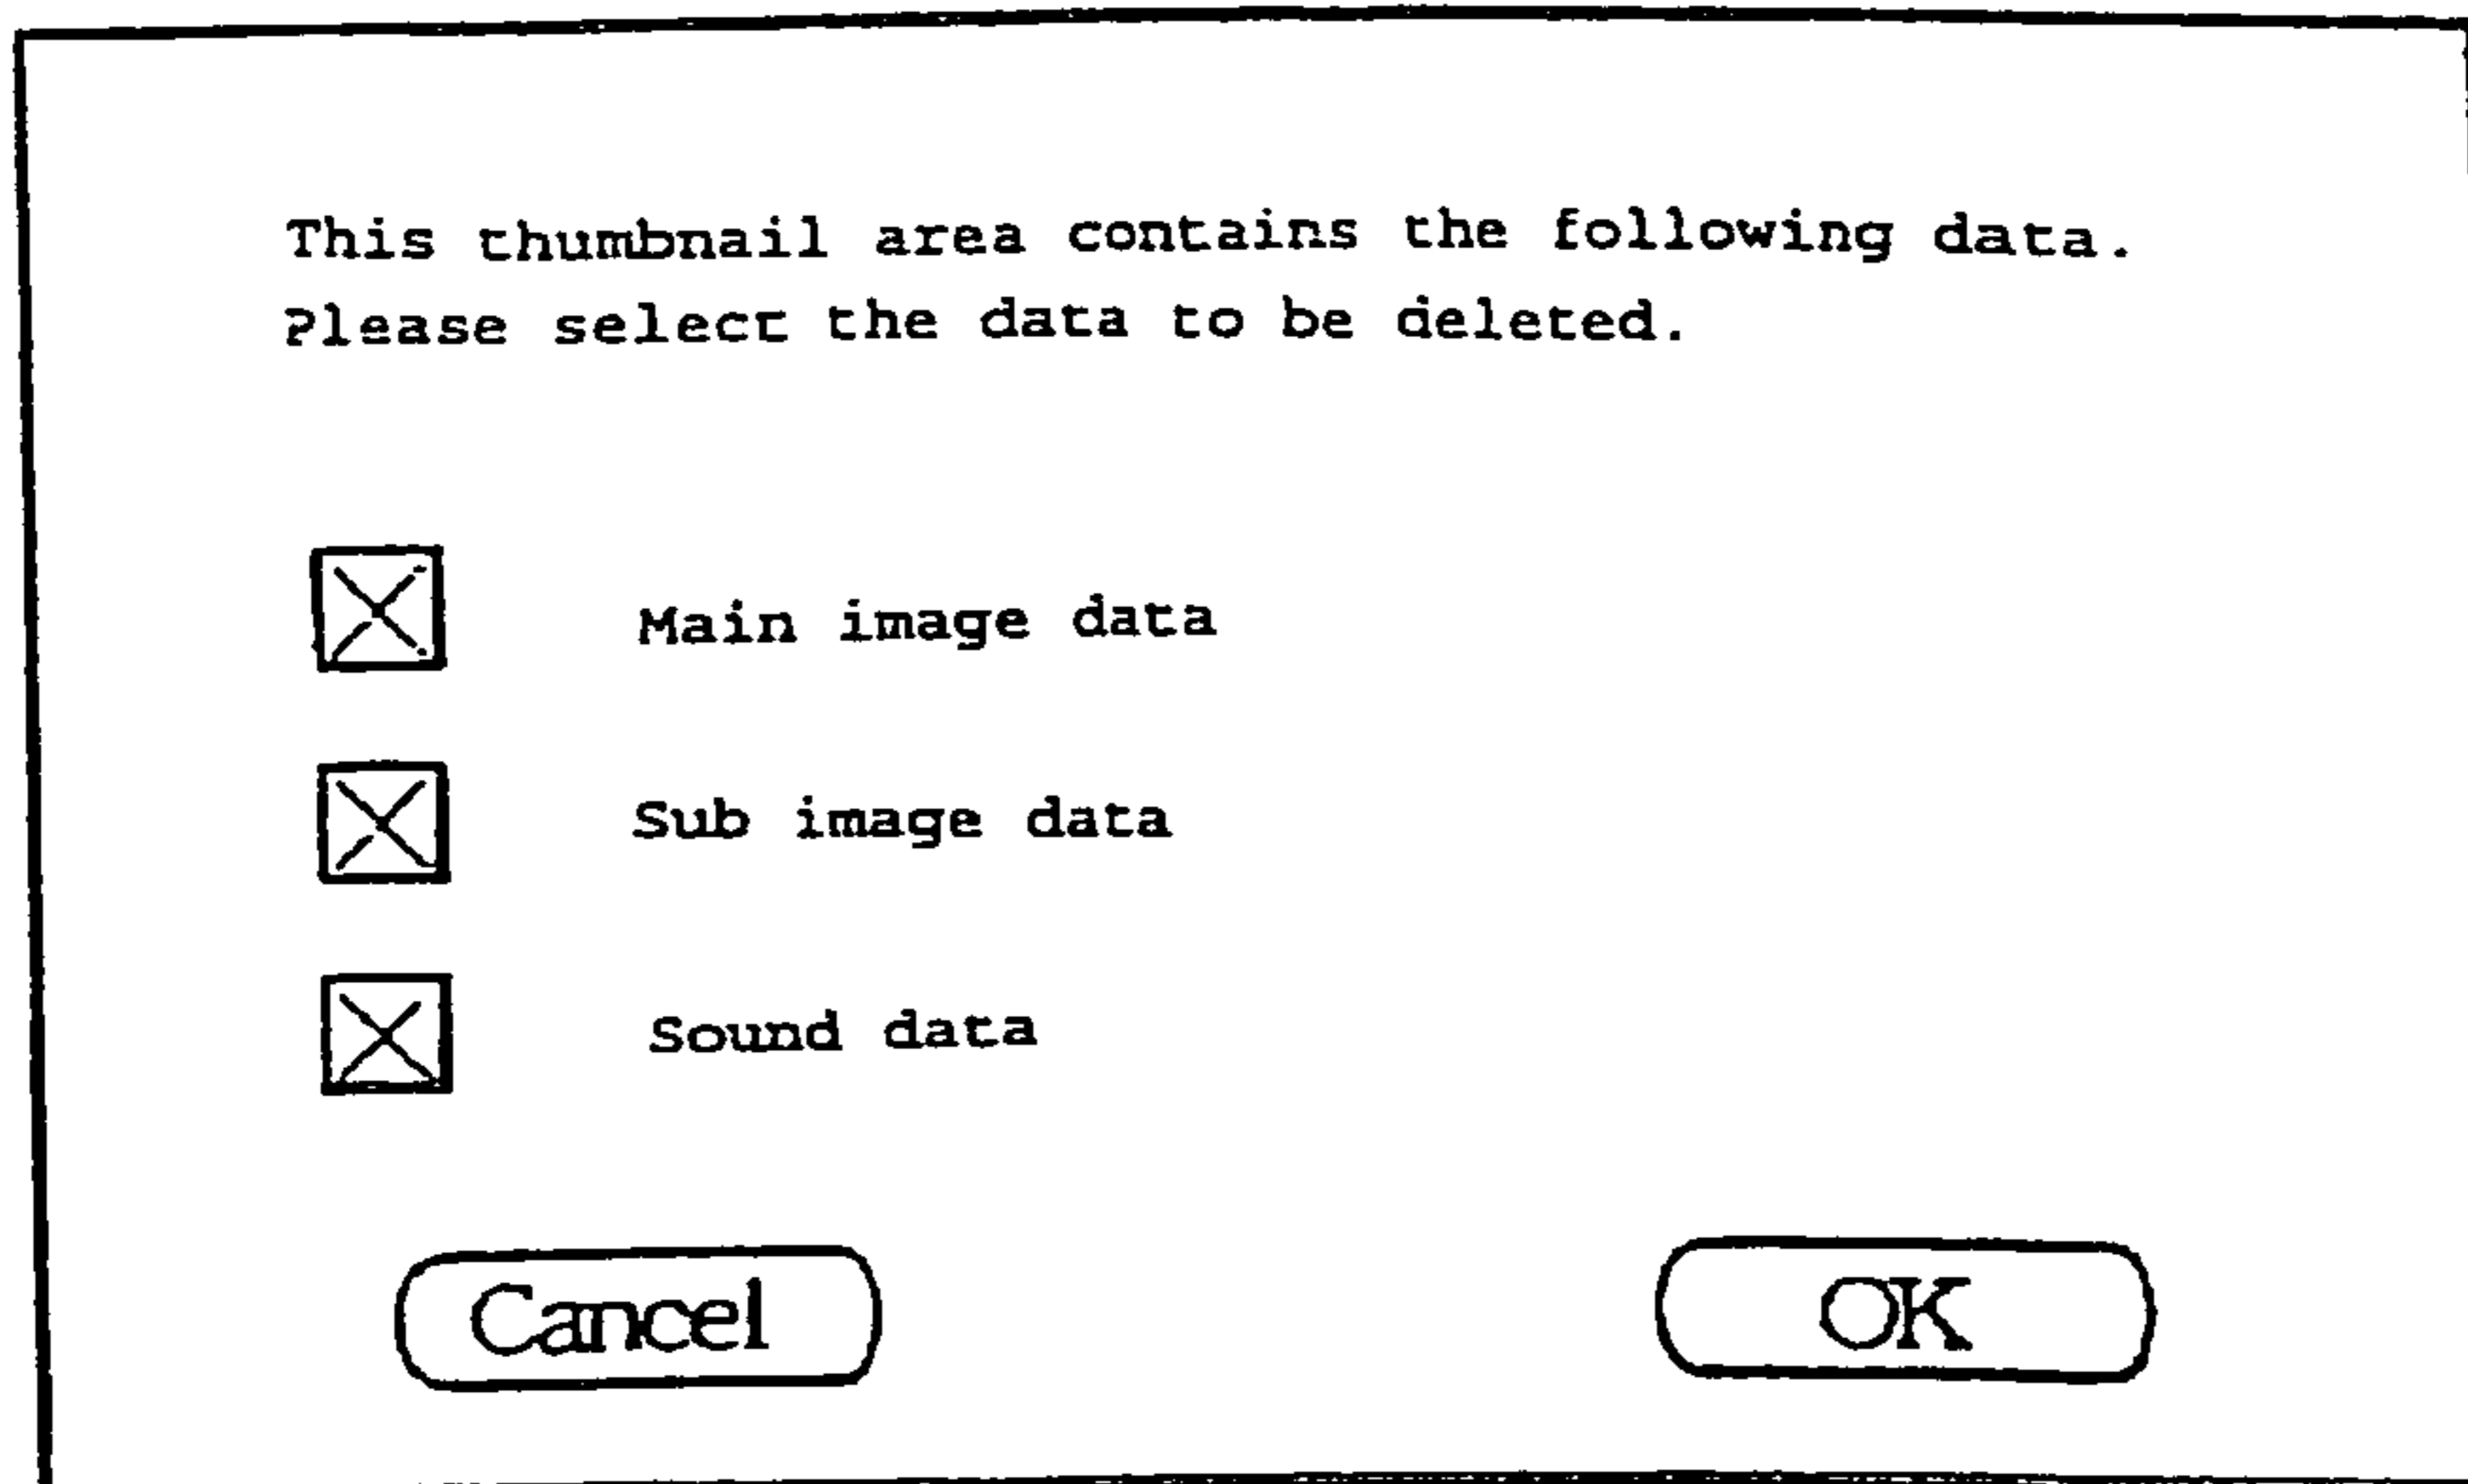 This thumbnail area contains the following data.
Please select the data to be deleted.
Main image data
Sub image data
Sound data
Cancel OK